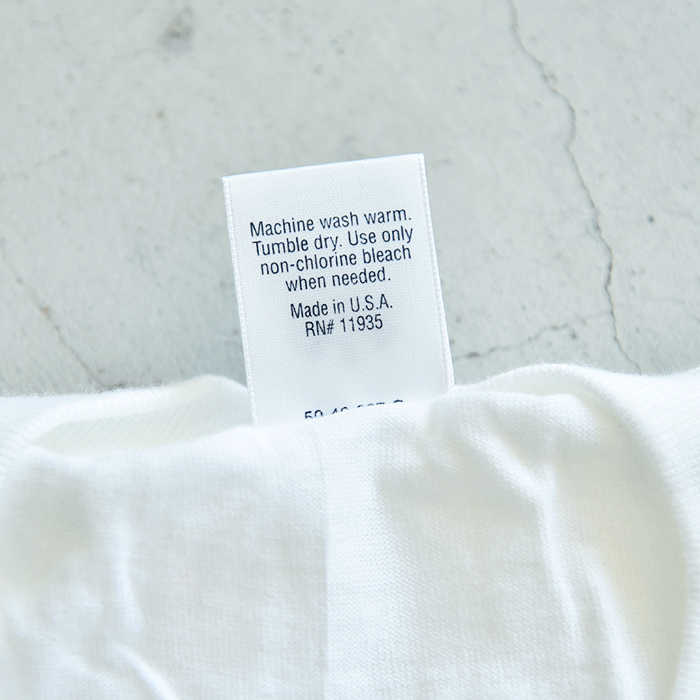 Machine wash warm.
Tumble dry. Use only
non-chlorine bleach
when needed.
Made in U.S.A.
RN# 11935